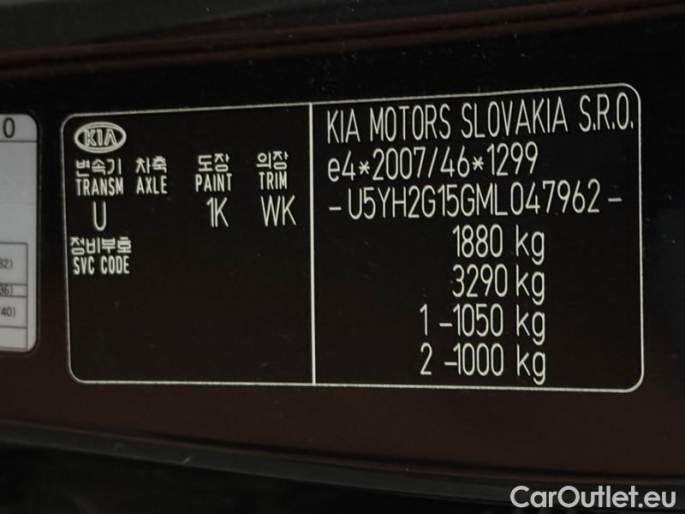 KIA
변속기 차축 도장 의장
TRANSM AXLE PAINT TRIM
U 1K WK
정비부호
SVC CODE
KIA MOTORS SLOVAKIA S.R.O.
e4*2007/46*1299
-U5YH2G15GML047962-
1880 kg
3290 kg
1 -1050 kg
2 -1000 kg
0
CarOutlet.eu